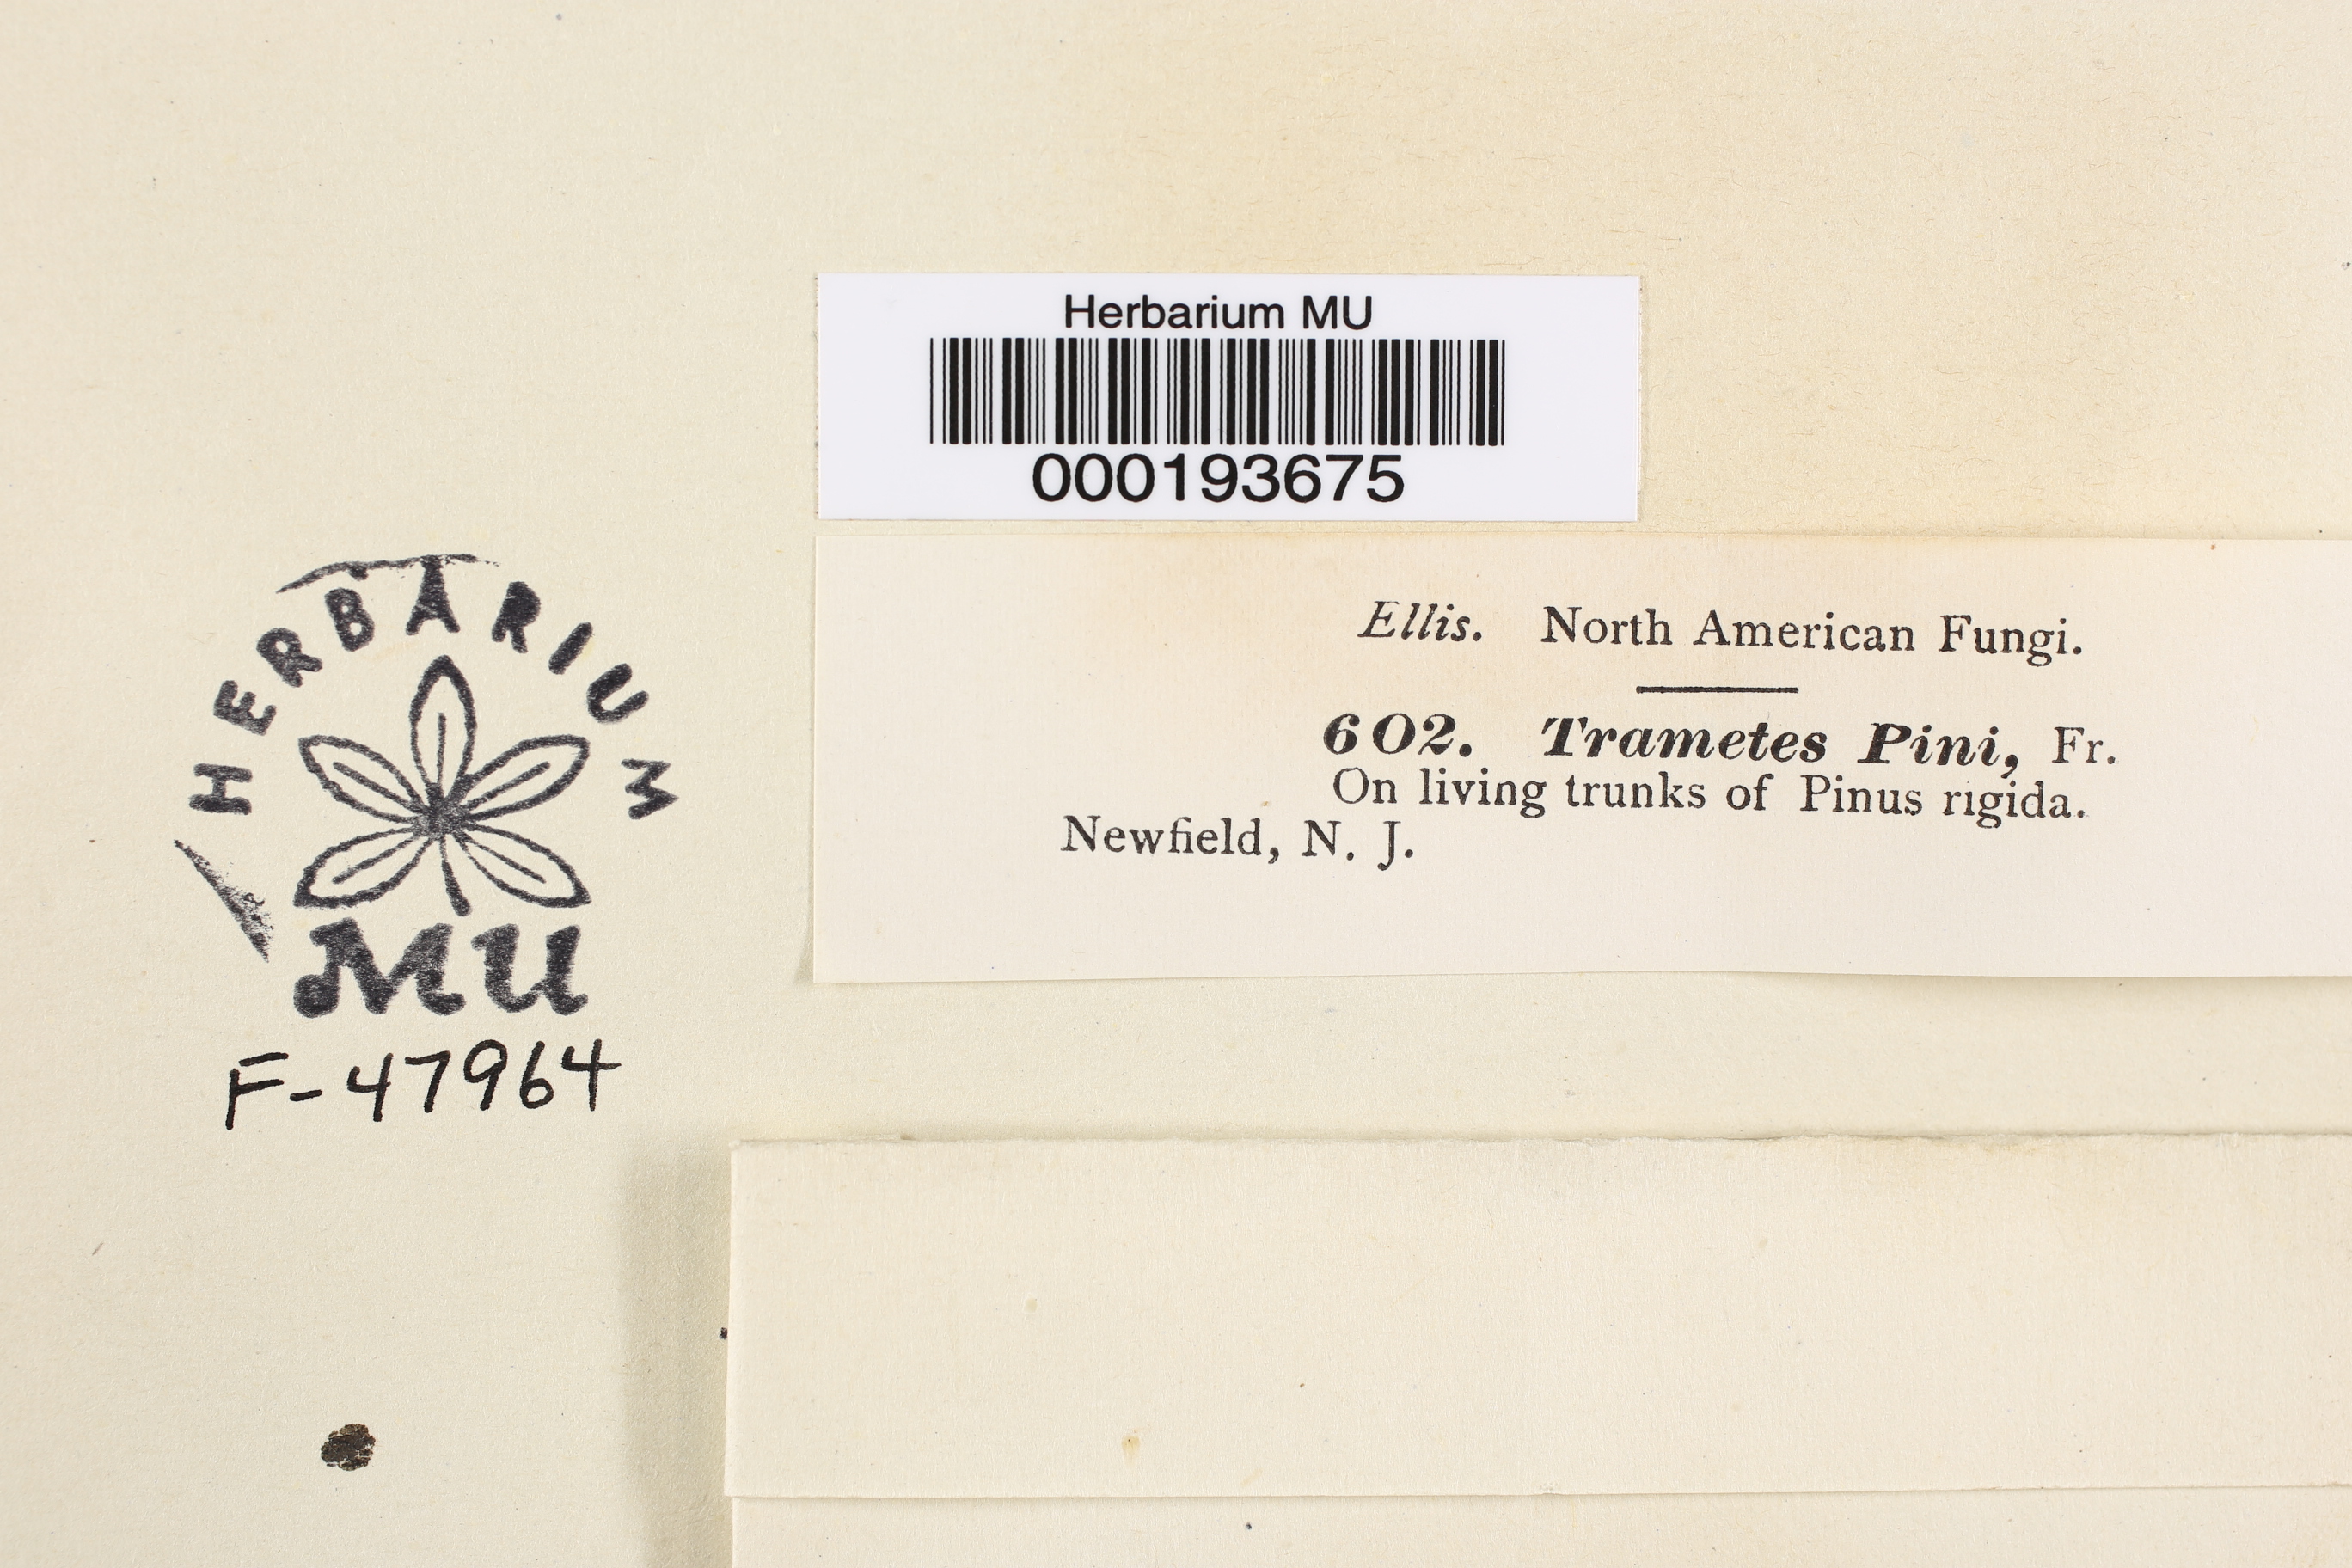 Herbarium MU
000193675
HERBARIUM
MU
F-47964
Ellis. North American Fungi.
602. Trametes Pini, Fr.
On living trunks of Pinus rigida.
Newfield, N. J.